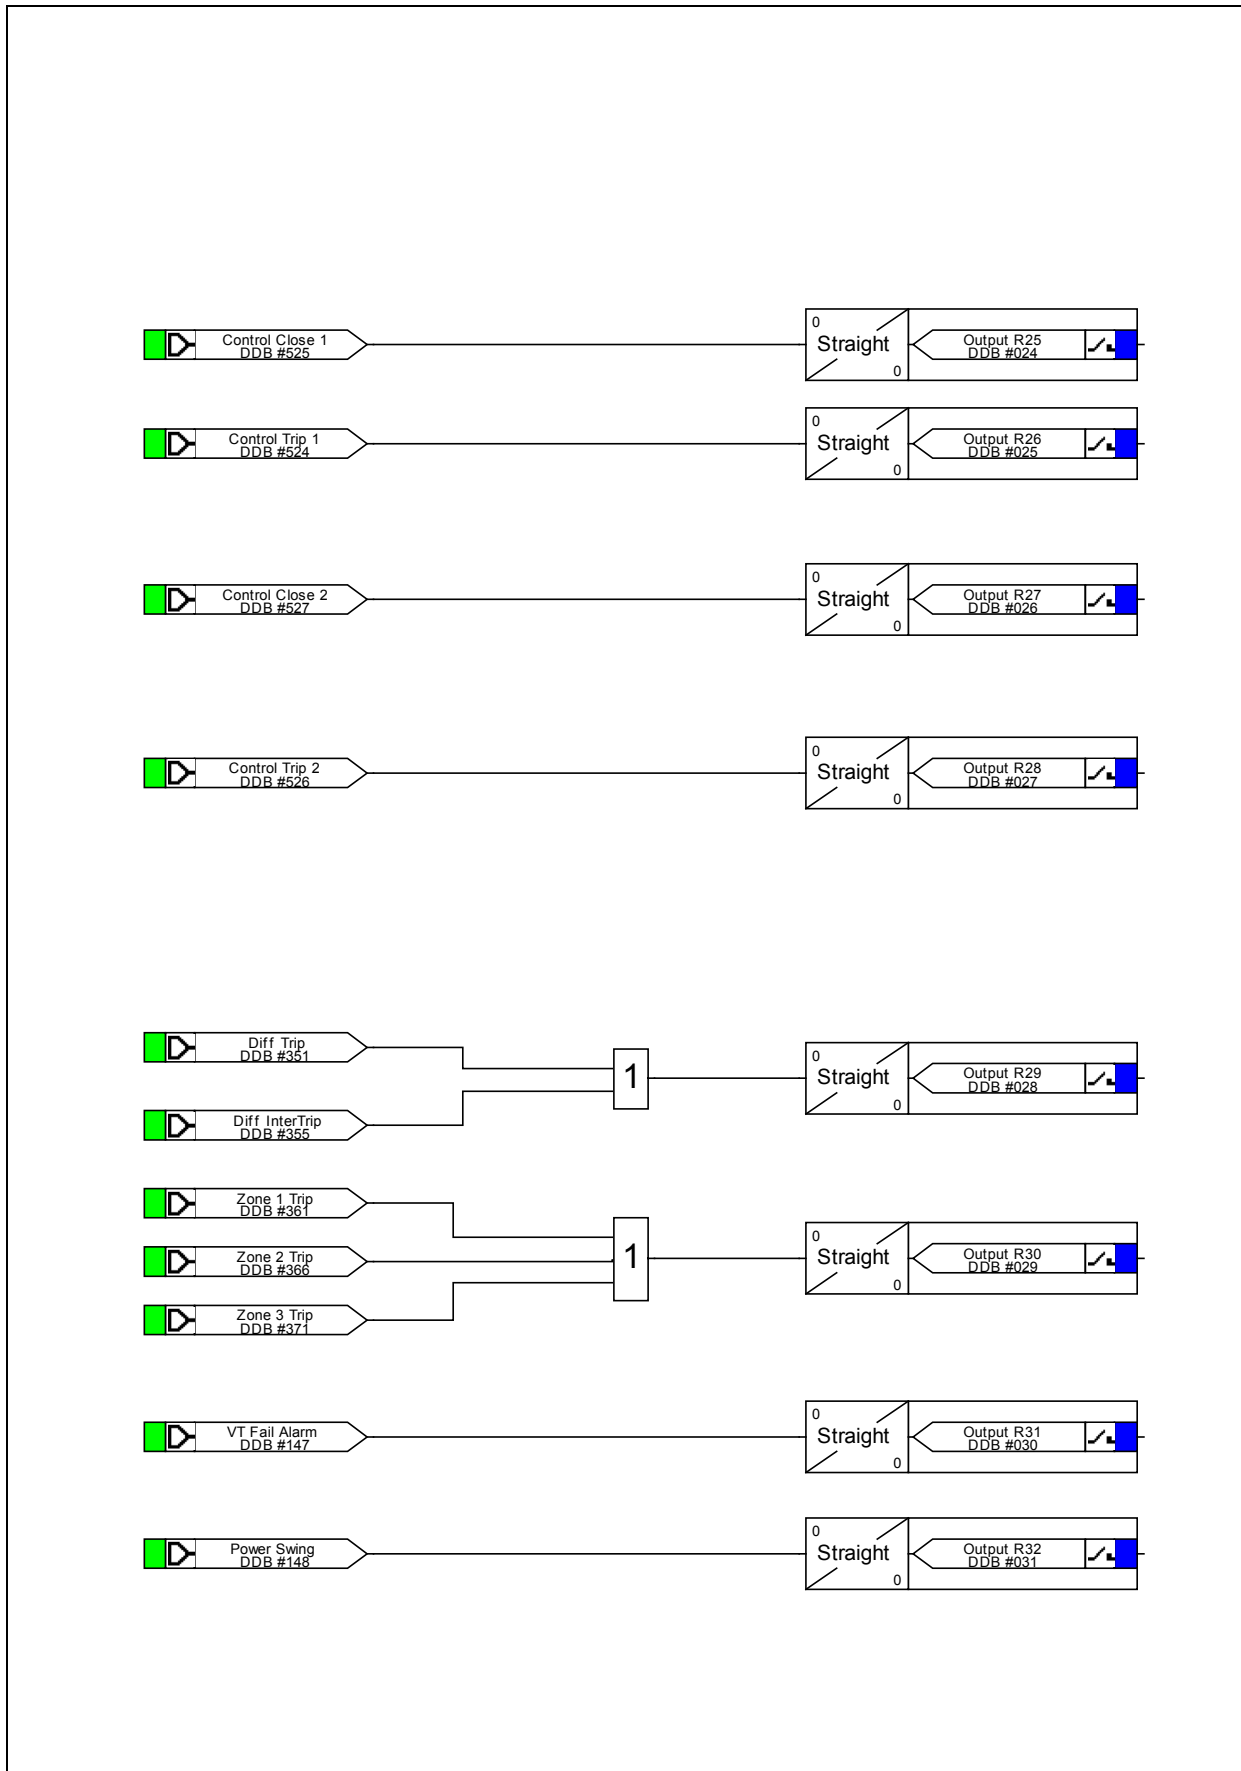 Control Close 1
DDB #525
0
Straight
0
Output R25
DDB #024
Control Trip 1
DDB #524
0
Straight
0
Output R26
DDB #025
Control Close 2
DDB #527
0
Straight
0
Output R27
DDB #026
Control Trip 2
DDB #526
0
Straight
0
Output R28
DDB #027
Diff Trip
DDB #351
Diff InterTrip
DDB #355
1
0
Straight
0
Output R29
DDB #028
Zone 1 Trip
DDB #361
Zone 2 Trip
DDB #366
Zone 3 Trip
DDB #371
1
0
Straight
0
Output R30
DDB #029
VT Fail Alarm
DDB #147
0
Straight
0
Output R31
DDB #030
Power Swing
DDB #148
0
Straight
0
Output R32
DDB #031